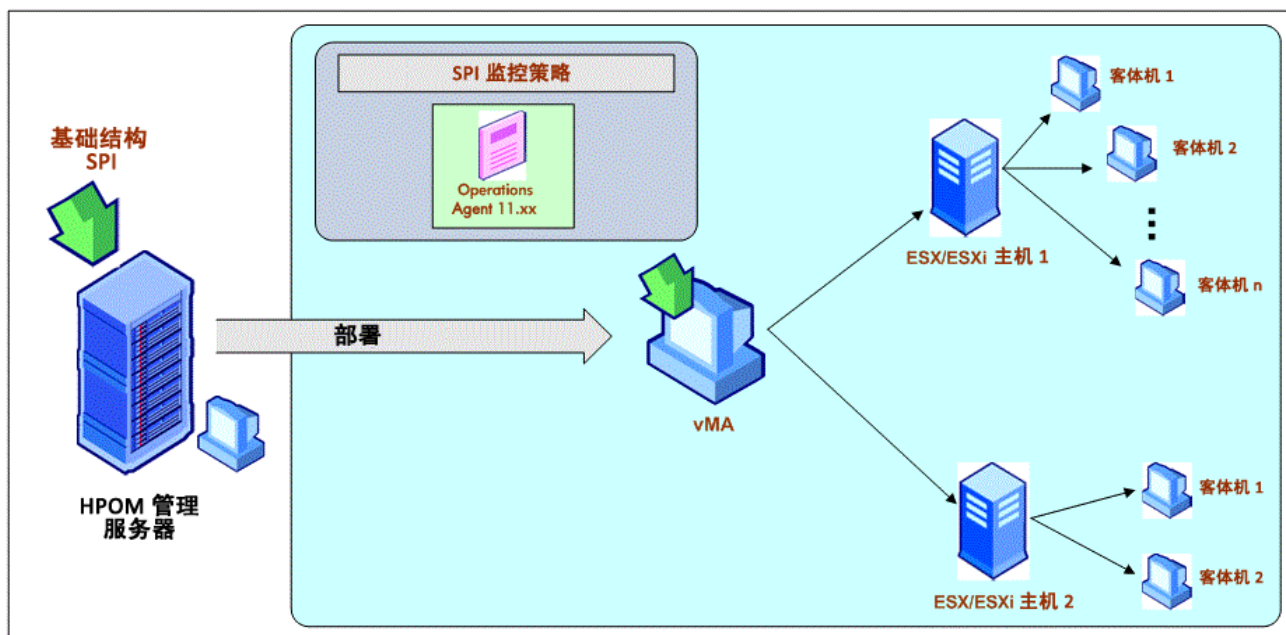 SPI 监控策略
Operations
Agent 11.xx
基础结构
SPI
HPOM 管理
服务器
部署
vMA
ESX/ESXi 主机 1
客体机 1
客体机 2
客体机 n
ESX/ESXi 主机 2
客体机 1
客体机 2